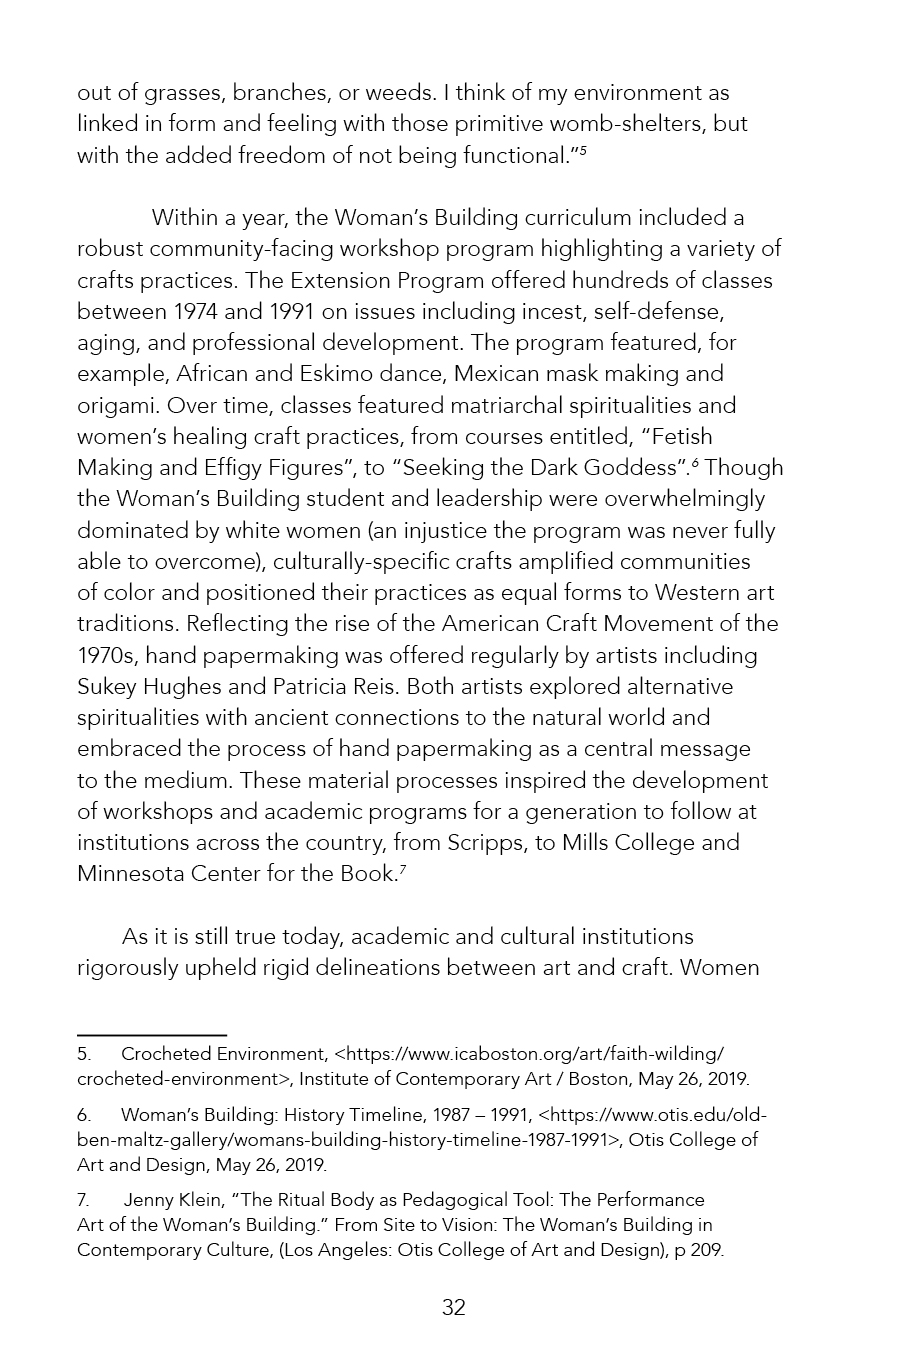 out of grasses, branches, or weeds. I think of my environment as
linked in form and feeling with those primitive womb-shelters, but
with the added freedom of not being functional.”5
Within a year, the Woman’s Building curriculum included a
robust community-facing workshop program highlighting a variety of
crafts practices. The Extension Program offered hundreds of classes
between 1974 and 1991 on issues including incest, self-defense,
aging, and professional development. The program featured, for
example, African and Eskimo dance, Mexican mask making and
origami. Over time, classes featured matriarchal spiritualities and
women’s healing craft practices, from courses entitled, “Fetish
Making and Effigy Figures”, to “Seeking the Dark Goddess”.6 Though
the Woman’s Building student and leadership were overwhelmingly
dominated by white women (an injustice the program was never fully
able to overcome), culturally-specific crafts amplified communities
of color and positioned their practices as equal forms to Western art
traditions. Reflecting the rise of the American Craft Movement of the
1970s, hand papermaking was offered regularly by artists including
Sukey Hughes and Patricia Reis. Both artists explored alternative
spiritualities with ancient connections to the natural world and
embraced the process of hand papermaking as a central message
to the medium. These material processes inspired the development
of workshops and academic programs for a generation to follow at
institutions across the country, from Scripps, to Mills College and
Minnesota Center for the Book.7
As it is still true today, academic and cultural institutions
rigorously upheld rigid delineations between art and craft. Women
5. Crocheted Environment, <https://www.icaboston.org/art/faith-wilding/
crocheted-environment>, Institute of Contemporary Art / Boston, May 26, 2019.
6. Woman’s Building: History Timeline, 1987 – 1991, <https://www.otis.edu/old-
ben-maltz-gallery/womans-building-history-timeline-1987-1991>, Otis College of
Art and Design, May 26, 2019.
7. Jenny Klein, “The Ritual Body as Pedagogical Tool: The Performance
Art of the Woman’s Building.” From Site to Vision: The Woman’s Building in
Contemporary Culture, (Los Angeles: Otis College of Art and Design), p 209.
32